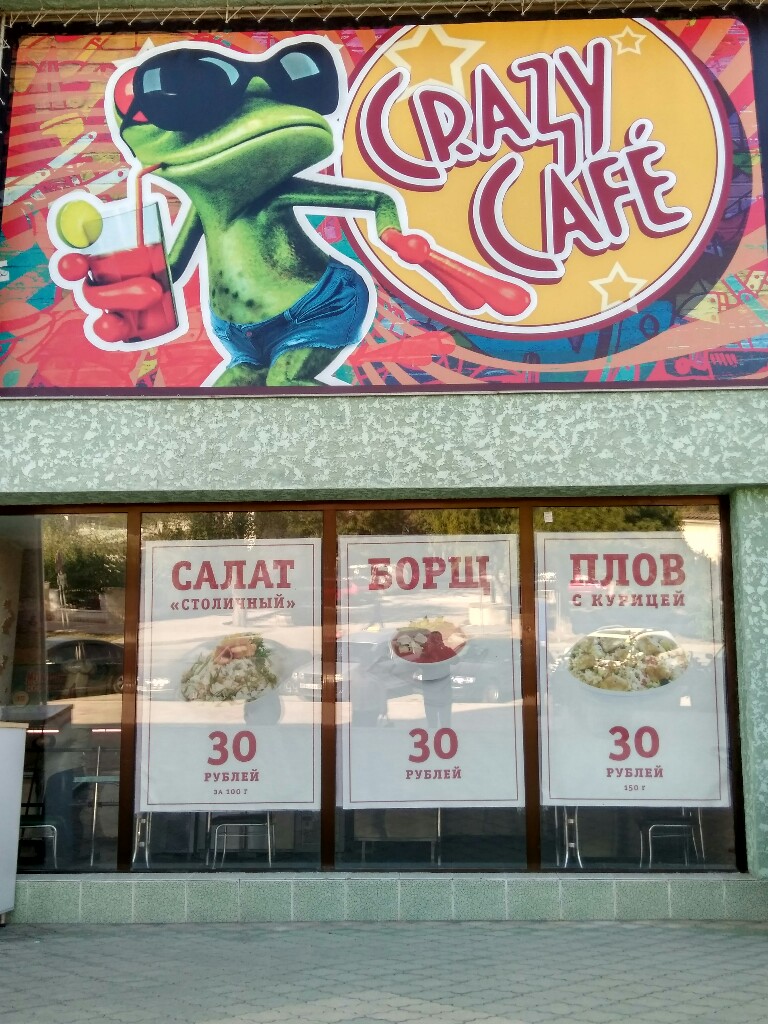 CRAZY
CAFÉ
САЛАТ
«СТОЛИЧНЫЙ»
30
РУБЛЕЙ
ЗА 100 Г
БОРЩ
30
РУБЛЕЙ
ПЛОВ
С КУРИЦЕЙ
30
РУБЛЕЙ
150 Г